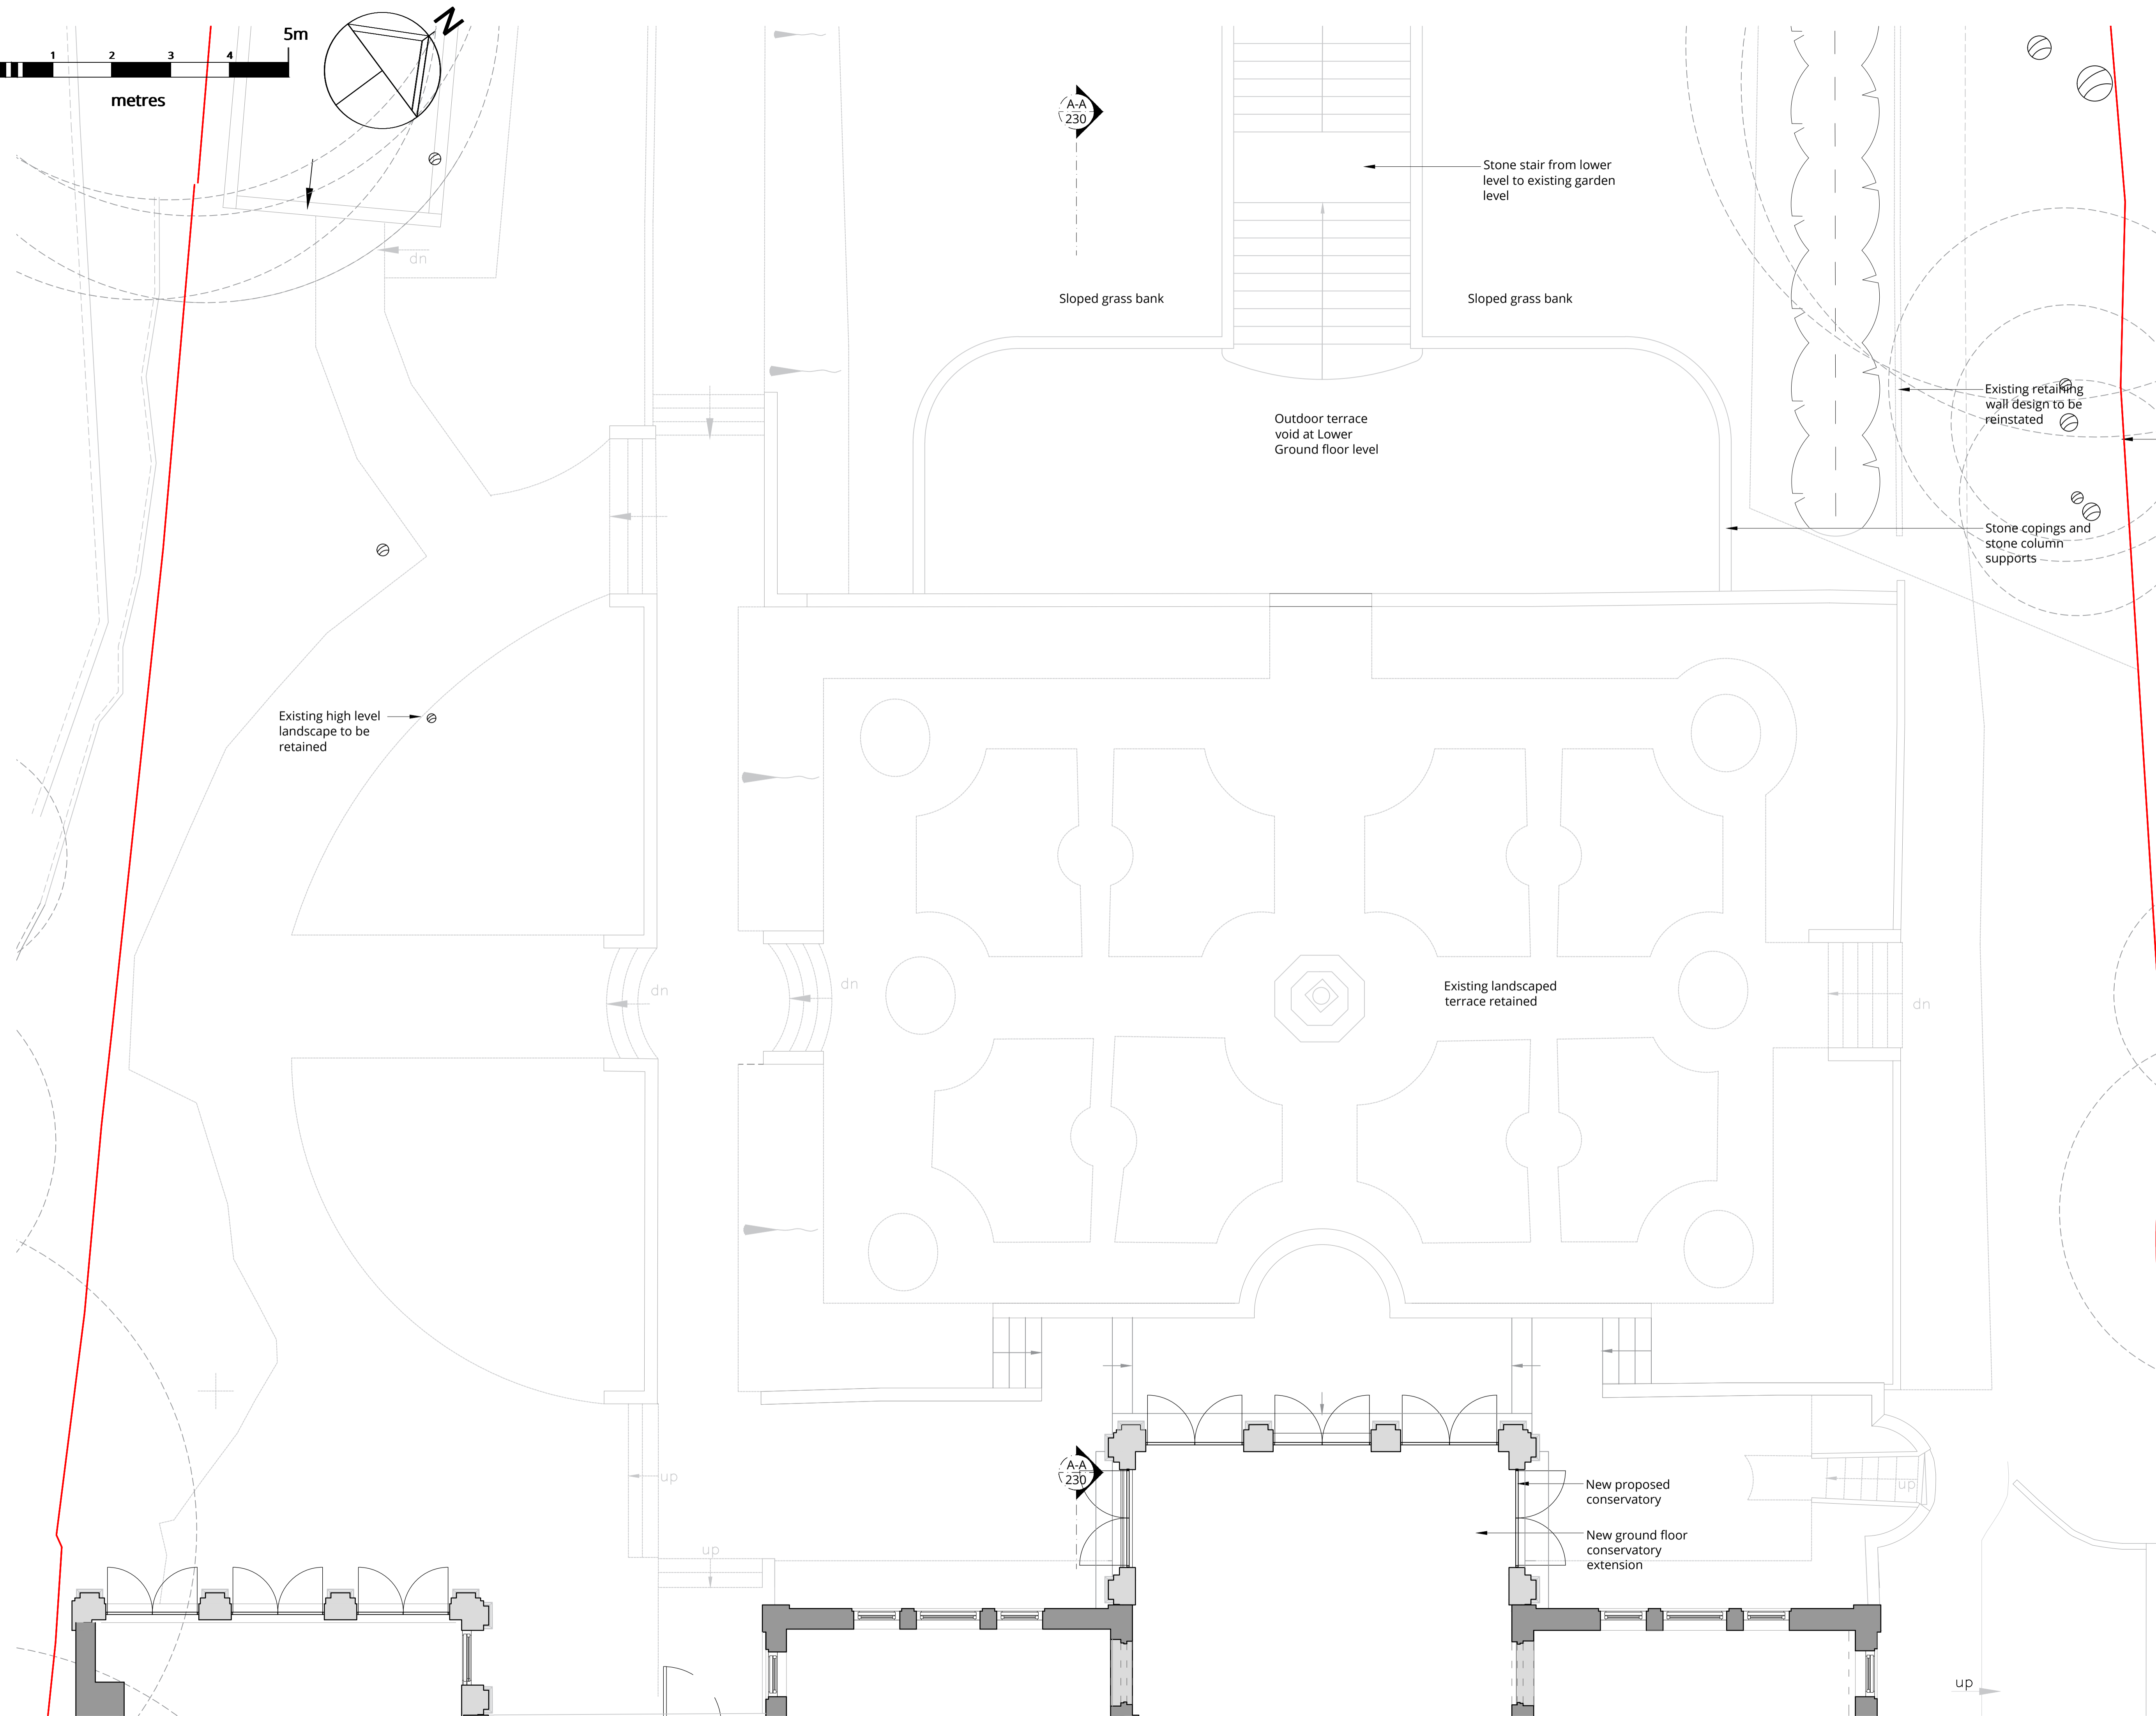 N
5m
1 2 3 4
metres
A-A
230
Stone stair from lower
level to existing garden
level
dn
Sloped grass bank
Sloped grass bank
Existing retaining
wall design to be
reinstated
Outdoor terrace
void at Lower
Ground floor level
Stone copings and
stone column
supports
Existing high level
landscape to be
retained
dn
dn
Existing landscaped
terrace retained
dn
A-A
230
up
New proposed
conservatory
up
New ground floor
conservatory
extension
up
up